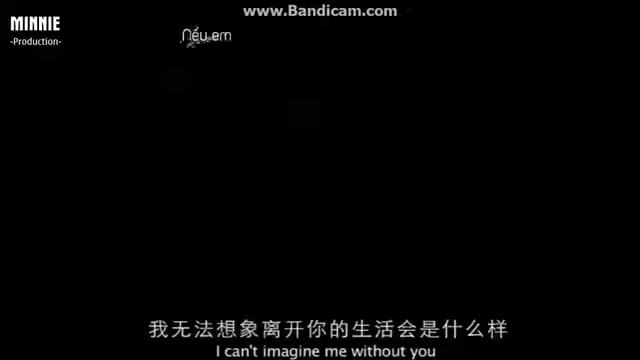 www.Bandicam.com
MINNIE
-Production-
Nếu em
我无法想象离开你的生活会是什么样
I can't imagine me without you